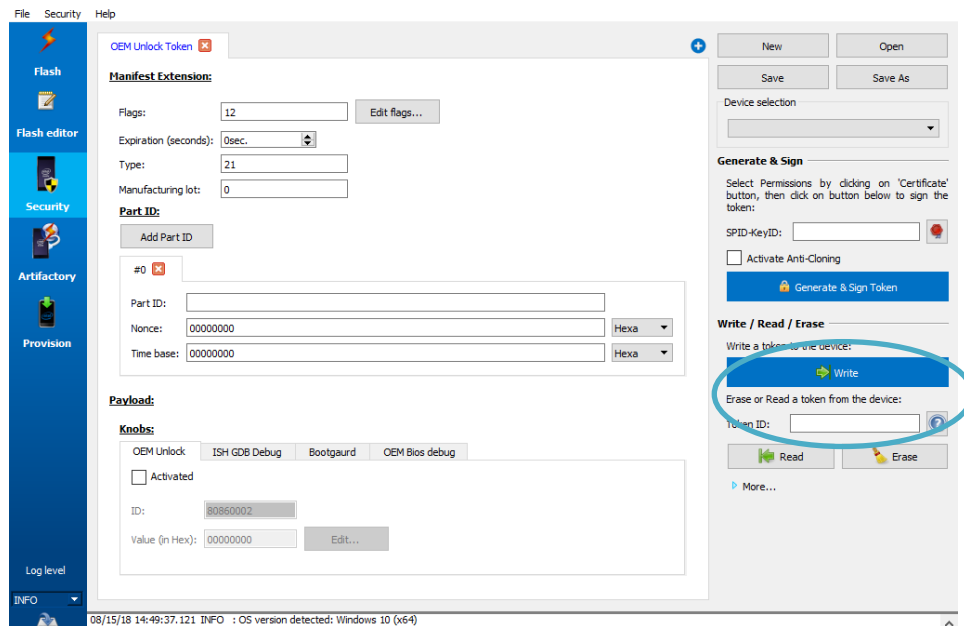 File Security Help
Flash
Flash editor
Security
Artifactory
Provision
Log level
INFO
OEM Unlock Token
Manifest Extension:
Flags: 12 Edit flags...
Expiration (seconds): 0sec.
Type: 21
Manufacturing lot: 0
Part ID:
Add Part ID
#0
Part ID:
Nonce: 00000000 Hexa
Time base: 00000000 Hexa
Payload:
Knobs:
OEM Unlock ISH GDB Debug Bootgaurd OEM Bios debug
Activated
ID: 80860002
Value (in Hex): 00000000 Edit...
New Open
Save Save As
Device selection
Generate & Sign
Select Permissions by clicking on 'Certificate'
button, then click on button below to sign the
token:
SPID-KeyID:
Activate Anti-Cloning
Generate & Sign Token
Write / Read / Erase
Write a token to the device:
Write
Erase or Read a token from the device:
Token ID:
Read Erase
More...
08/15/18 14:49:37.121 INFO : OS version detected: Windows 10 (x64)